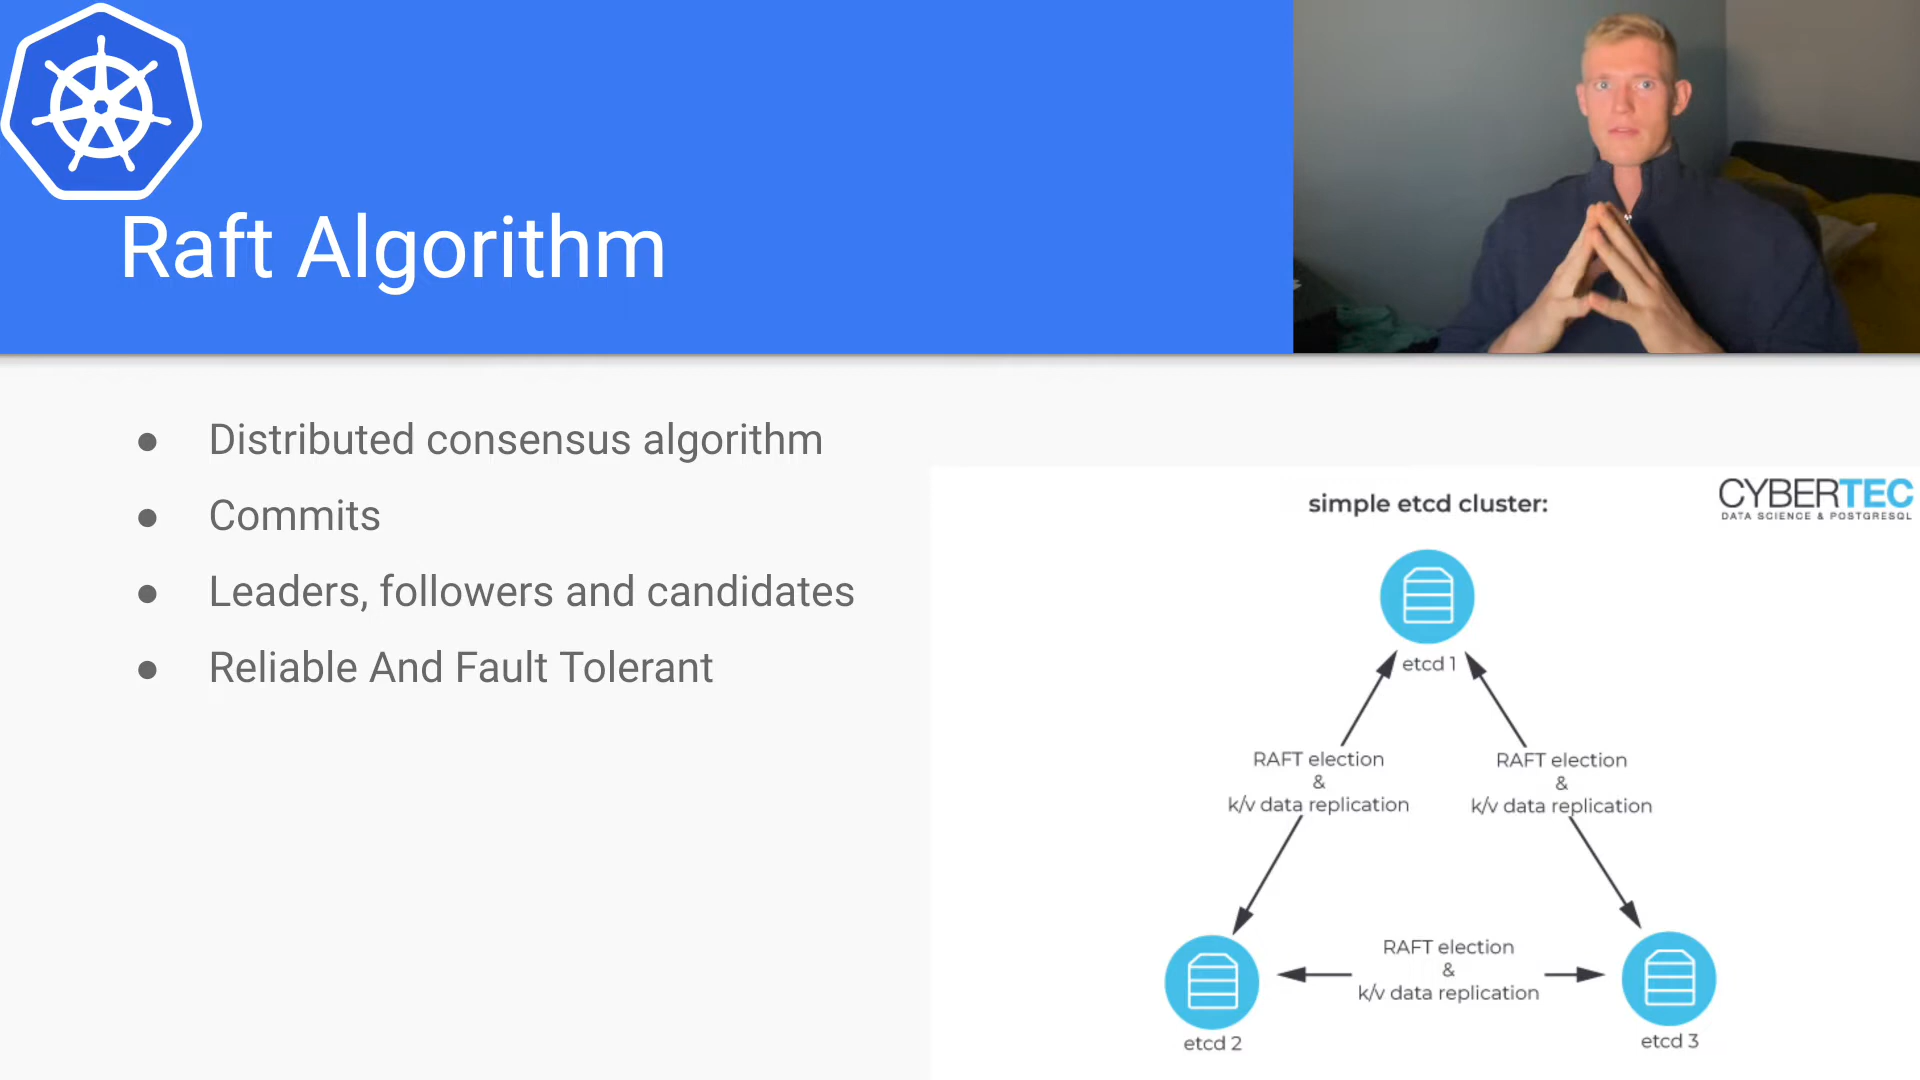 Raft Algorithm
Distributed consensus algorithm
Commits
Leaders, followers and candidates
Reliable And Fault Tolerant
simple etcd cluster:
CYBERTEC
DATA SCIENCE & POSTGRESQL
etcd 1
RAFT election
&
k/v data replication
RAFT election
&
k/v data replication
RAFT election
&
k/v data replication
etcd 2
etcd 3